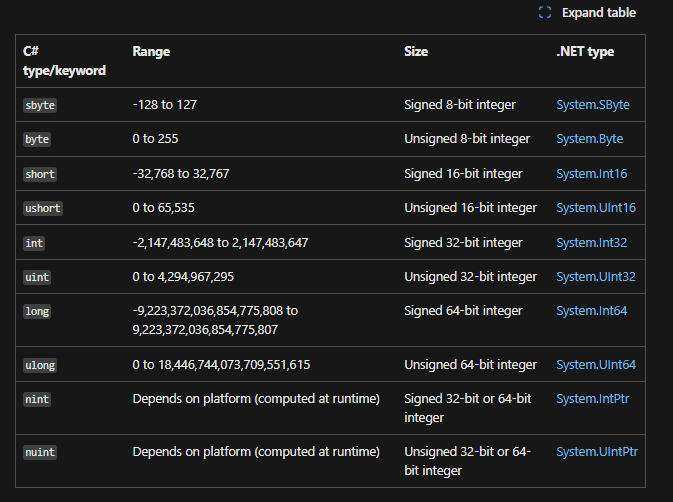 Expand table
C# type/keyword Range Size .NET type
sbyte -128 to 127 Signed 8-bit integer System.SByte
byte 0 to 255 Unsigned 8-bit integer System.Byte
short -32,768 to 32,767 Signed 16-bit integer System.Int16
ushort 0 to 65,535 Unsigned 16-bit integer System.UInt16
int -2,147,483,648 to 2,147,483,647 Signed 32-bit integer System.Int32
uint 0 to 4,294,967,295 Unsigned 32-bit integer System.UInt32
long -9,223,372,036,854,775,808 to 9,223,372,036,854,775,807 Signed 64-bit integer System.Int64
ulong 0 to 18,446,744,073,709,551,615 Unsigned 64-bit integer System.UInt64
nint Depends on platform (computed at runtime) Signed 32-bit or 64-bit integer System.IntPtr
nuint Depends on platform (computed at runtime) Unsigned 32-bit or 64-bit integer System.UIntPtr